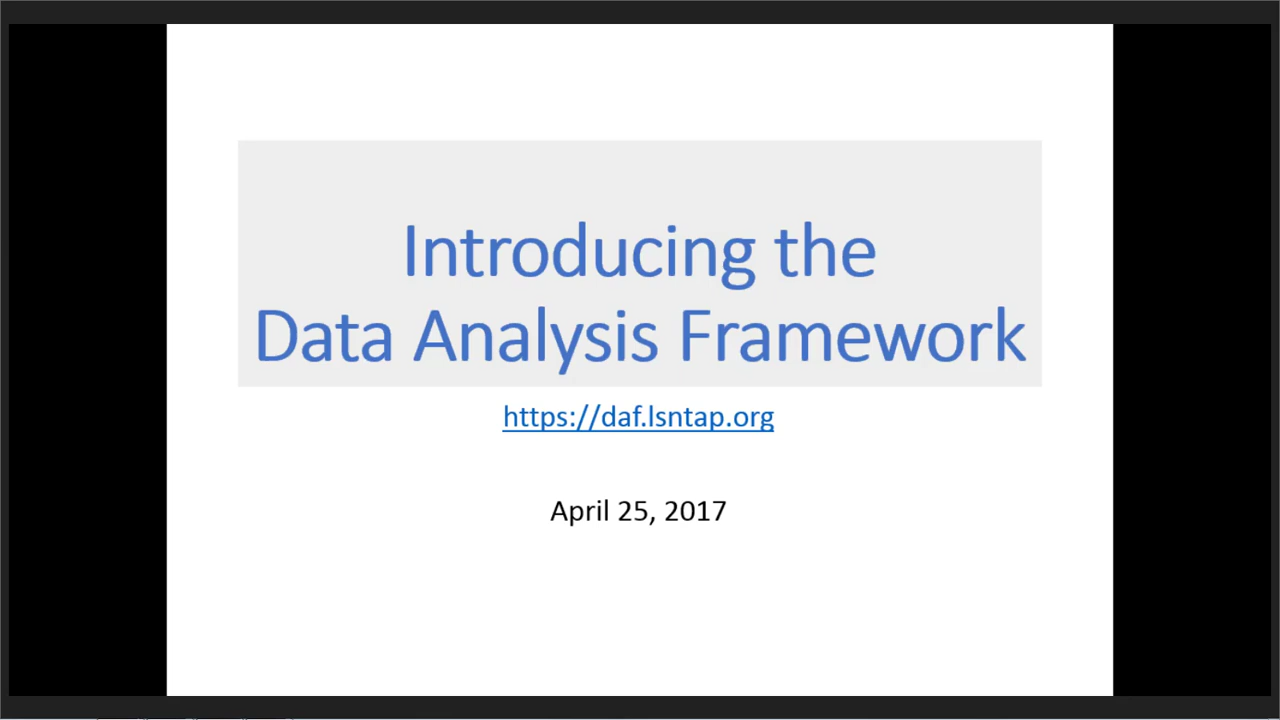 Introducing the
Data Analysis Framework
https://daf.lsntap.org
April 25, 2017